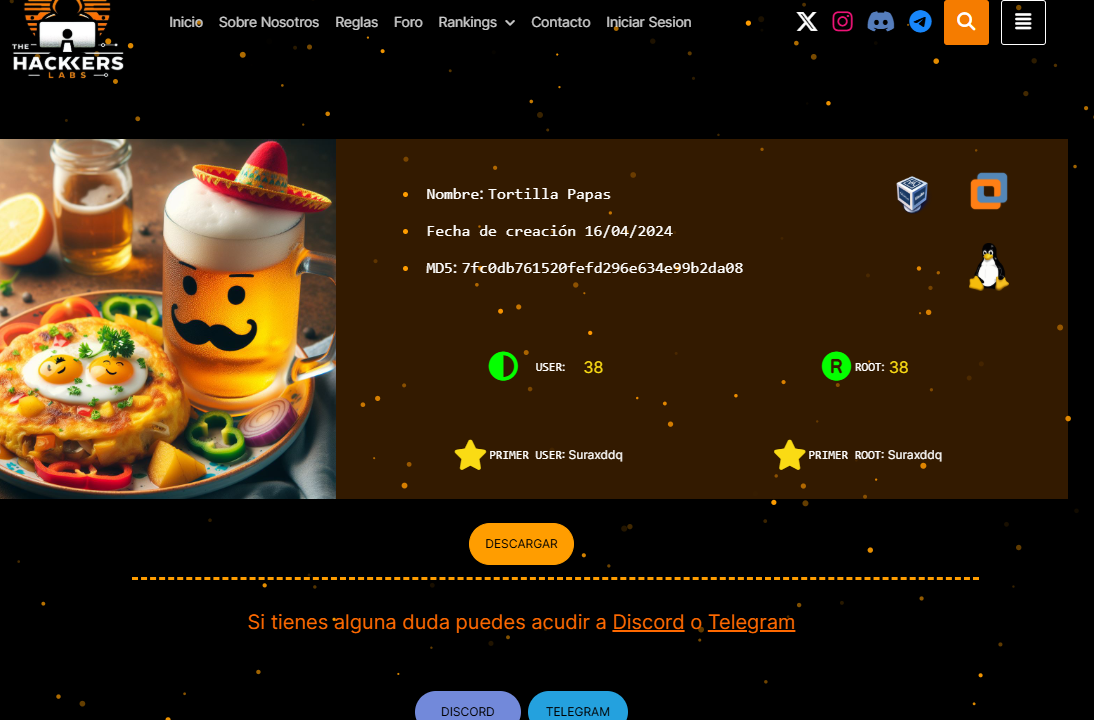 Inicio Sobre Nosotros Reglas Foro Rankings Contacto Iniciar Sesion
THE
HACKKERS
LABS
Nombre: Tortilla Papas
Fecha de creación 16/04/2024
MD5: 7fc0db761520fefd296e634e99b2da08
USER: 38
R ROOT: 38
PRIMER USER: Suraxddq
PRIMER ROOT: Suraxddq
DESCARGAR
Si tienes alguna duda puedes acudir a Discord o Telegram
DISCORD
TELEGRAM